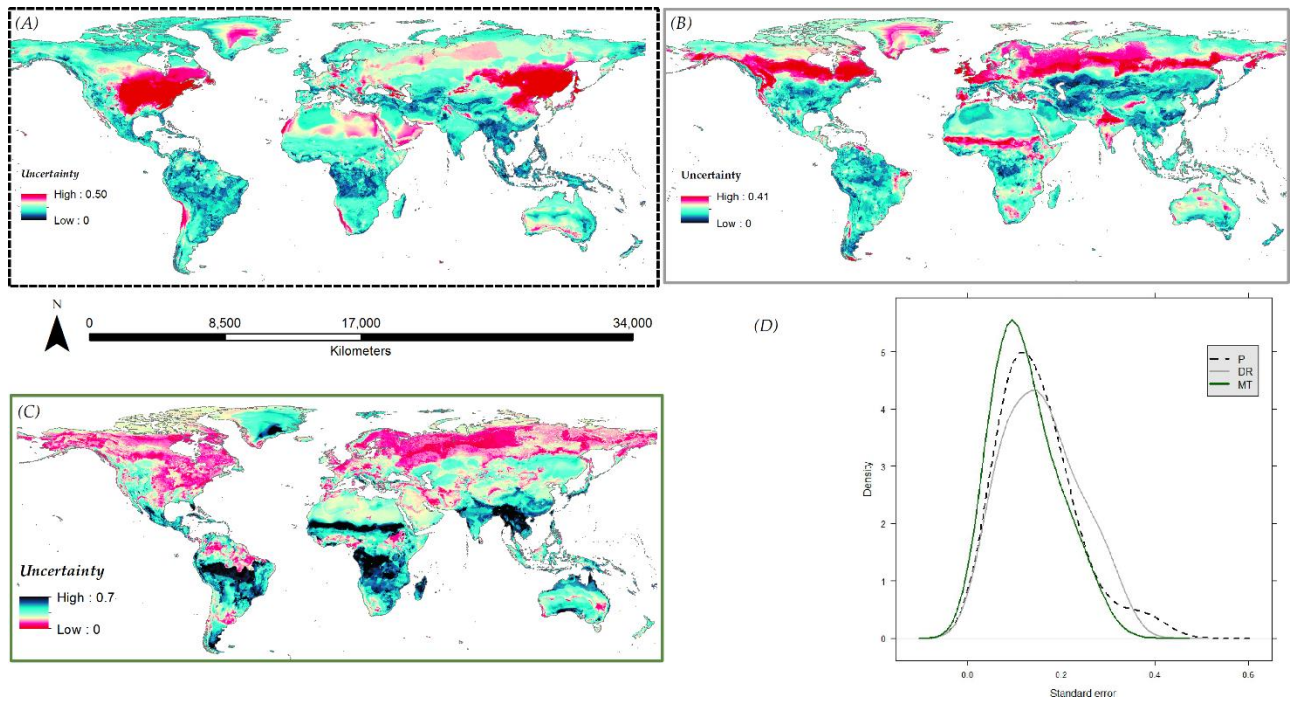 (A)
Uncertainty
High : 0.50
Low : 0
(B)
Uncertainty
High : 0.41
Low : 0
N
0 8,500 17,000 34,000
Kilometers
(C)
Uncertainty
High : 0.7
Low : 0
(D)
P
DR
MT
5
4
3
2
1
0
Density
0.0 0.2 0.4 0.6
Standard error